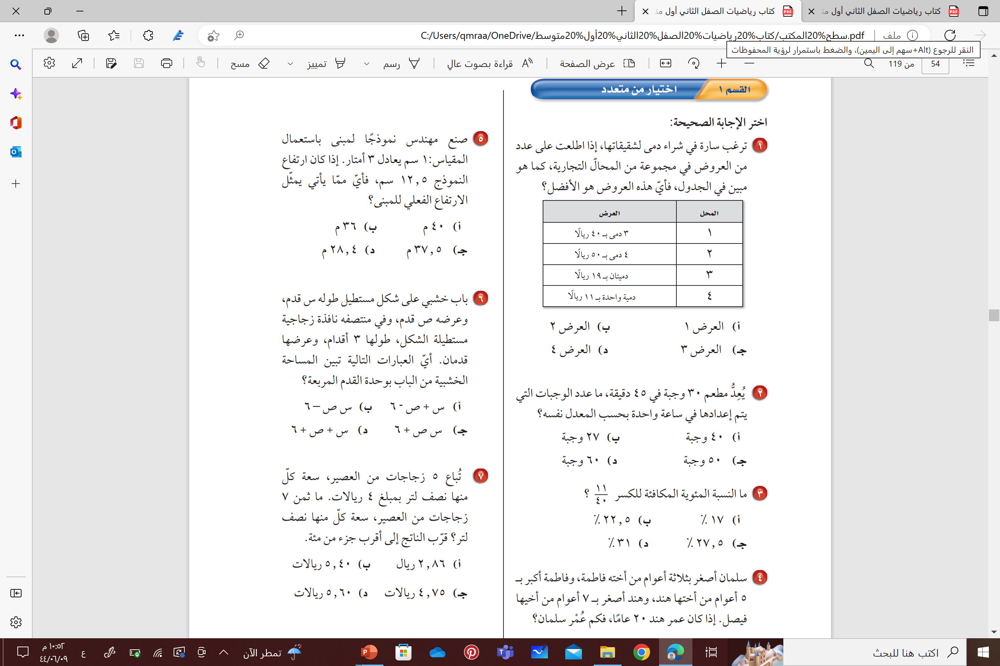 كتاب رياضيات الصفل الثاني أول مت
كتاب رياضيات الصفل الثاني أول مت
ملف
C:/Users/qmraa/OneDrive/سطح%20المكتب/كتاب%20رياضيات%20الصفل%20الثاني%20أول%20متوسط.pdf
النقر للرجوع (Alt+سهم إلى اليمين)، والضغط باستمرار لرؤية المحفوظات
54 من 119
عرض الصفحة
قراءة بصوت عالٍ
رسم
تمييز
مسح
القسم ١ اختيار من متعدد
اختر الإجابة الصحيحة:
١ ترغب سارة في شراء دمى لشقيقاتها، إذا اطلعت على عدد
من العروض في مجموعة من المحالّ التجارية، كما هو
مبين في الجدول، فأيّ هذه العروض هو الأفضل؟
المحل العرض
١ ٣ دمى بـ ٤٠ ريالًا
٢ ٤ دمى بـ ٥٠ ريالًا
٣ دميتان بـ ١٩ ريالًا
٤ دمية واحدة بـ ١١ ريالًا
أ) العرض ١ ب) العرض ٢
جـ) العرض ٣ د) العرض ٤
٢ يُعِدُّ مطعم ٣٠ وجبة في ٤٥ دقيقة، ما عدد الوجبات التي
يتم إعدادها في ساعة واحدة بحسب المعدل نفسه؟
أ) ٤٠ وجبة ب) ٢٧ وجبة
جـ) ٥٠ وجبة د) ٦٠ وجبة
٣ ما النسبة المئوية المكافئة للكسر ١١/٤٠ ؟
أ) ١٧ ٪ ب) ٢٢,٥ ٪
جـ) ٢٧,٥ ٪ د) ٣١ ٪
٤ سلمان أصغر بثلاثة أعوام من أخته فاطمة، وفاطمة أكبر بـ
٥ أعوام من أختها هند، وهند أصغر بـ ٧ أعوام من أخيها
فيصل. إذا كان عمر هند ٢٠ عامًا، فكم عُمْر سلمان؟
٥ صنع مهندس نموذجًا لمبنى باستعمال
المقياس:١ سم يعادل ٣ أمتار. إذا كان ارتفاع
النموذج ١٢,٥ سم، فأيّ ممّا يأتي يمثّل
الارتفاع الفعلي للمبنى؟
أ) ٤٠ م ب) ٣٦ م
جـ) ٣٧,٥ م د) ٢٨,٤ م
٦ باب خشبي على شكل مستطيل طوله س قدم،
وعرضه ص قدم، وفي منتصفه نافذة زجاجية
مستطيلة الشكل، طولها ٣ أقدام، وعرضها
قدمان. أيّ العبارات التالية تبين المساحة
الخشبية من الباب بوحدة القدم المربعة؟
أ) س + ص - ٦ ب) س ص – ٦
جـ) س ص + ٦ د) س + ص + ٦
٧ تُباع ٥ زجاجات من العصير، سعة كلّ
منها نصف لتر بمبلغ ٤ ريالات. ما ثمن ٧
زجاجات من العصير، سعة كلّ منها نصف
لتر؟ قرّب الناتج إلى أقرب جزء من مئة.
أ) ٢,٨٦ ريال ب) ٥,٤٠ ريالات
جـ) ٤,٧٥ ريالات د) ٥,٦٠ ريالات
اكتب هنا للبحث
تمطر الآن
ع
١٠:٥٢ م
٤٤/٠٦/٠٩